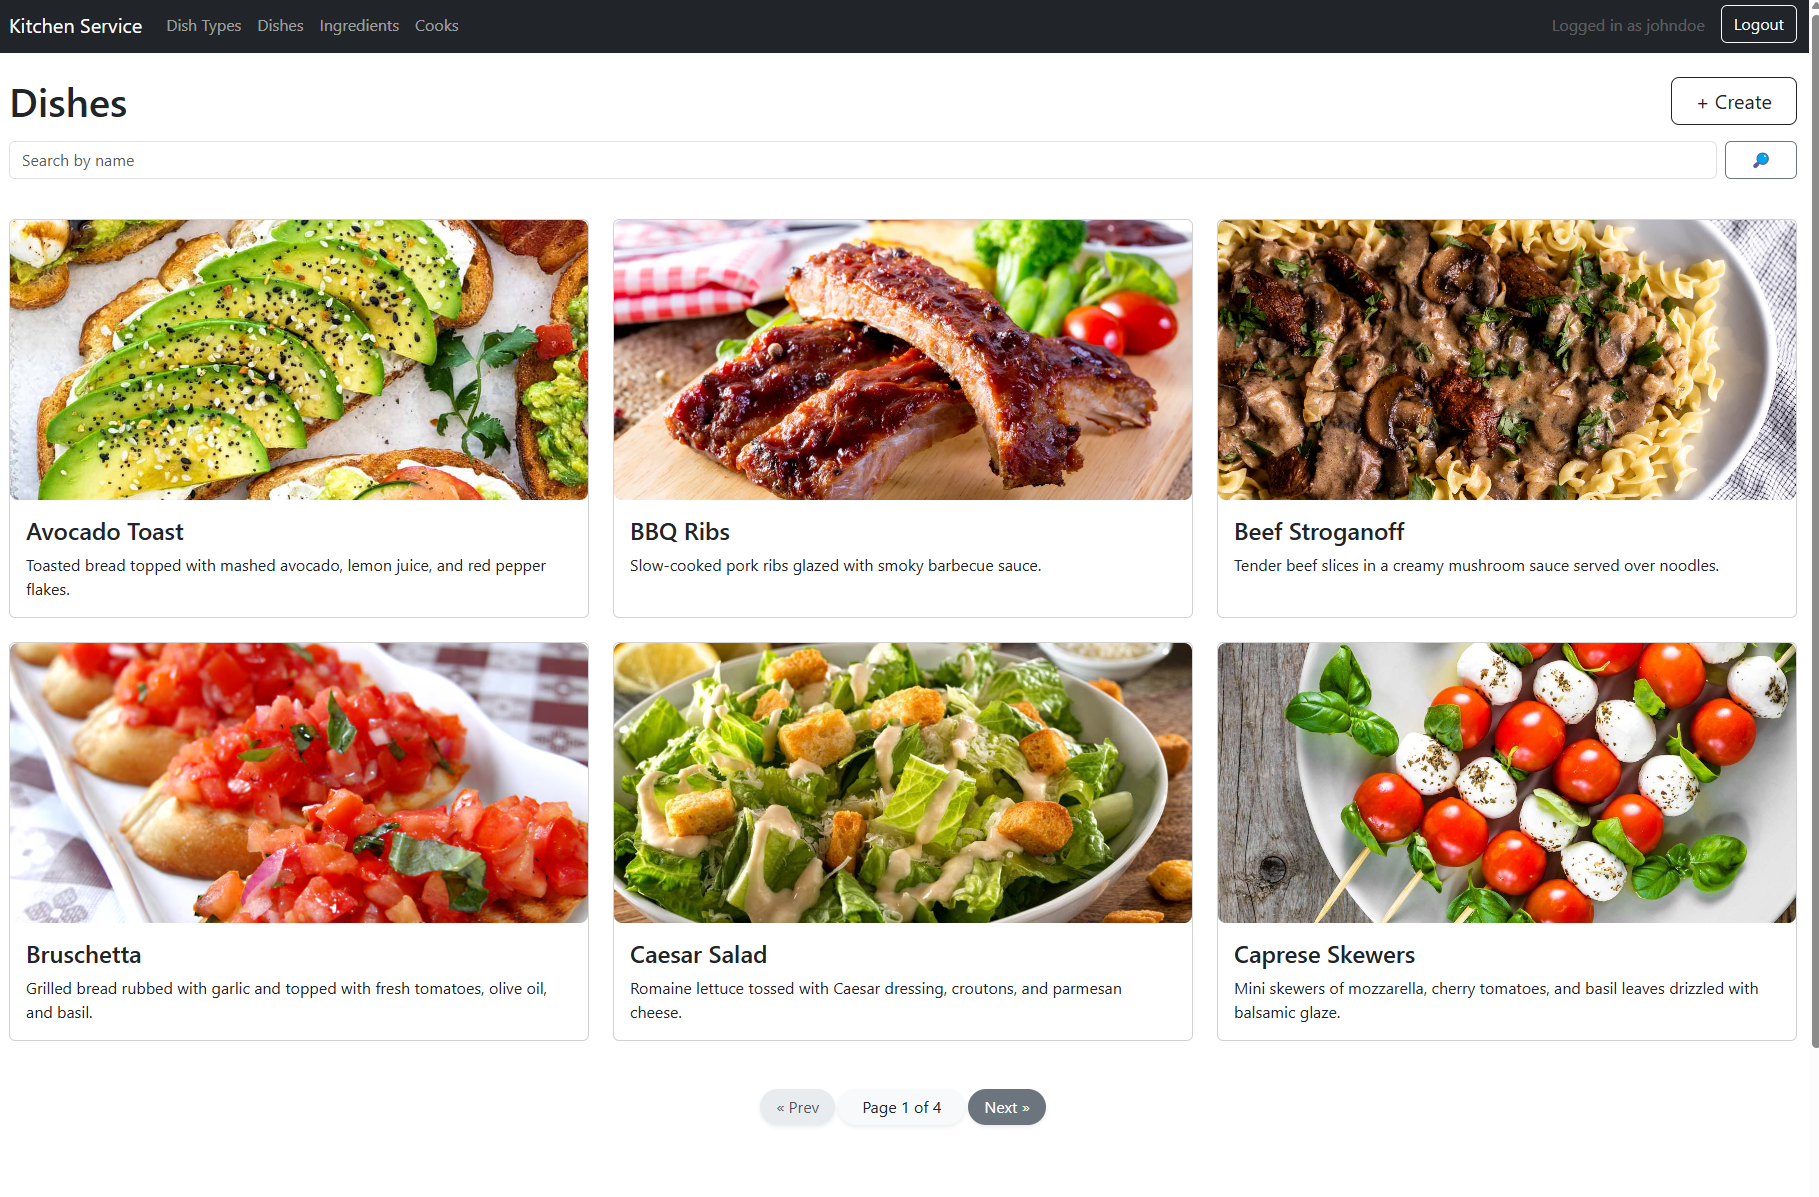 Kitchen Service Dish Types Dishes Ingredients Cooks Logged in as johndoe Logout
Dishes
+ Create
Search by name
Avocado Toast
Toasted bread topped with mashed avocado, lemon juice, and red pepper
flakes.
BBQ Ribs
Slow-cooked pork ribs glazed with smoky barbecue sauce.
Beef Stroganoff
Tender beef slices in a creamy mushroom sauce served over noodles.
Bruschetta
Grilled bread rubbed with garlic and topped with fresh tomatoes, olive oil,
and basil.
Caesar Salad
Romaine lettuce tossed with Caesar dressing, croutons, and parmesan
cheese.
Caprese Skewers
Mini skewers of mozzarella, cherry tomatoes, and basil leaves drizzled with
balsamic glaze.
« Prev Page 1 of 4 Next »